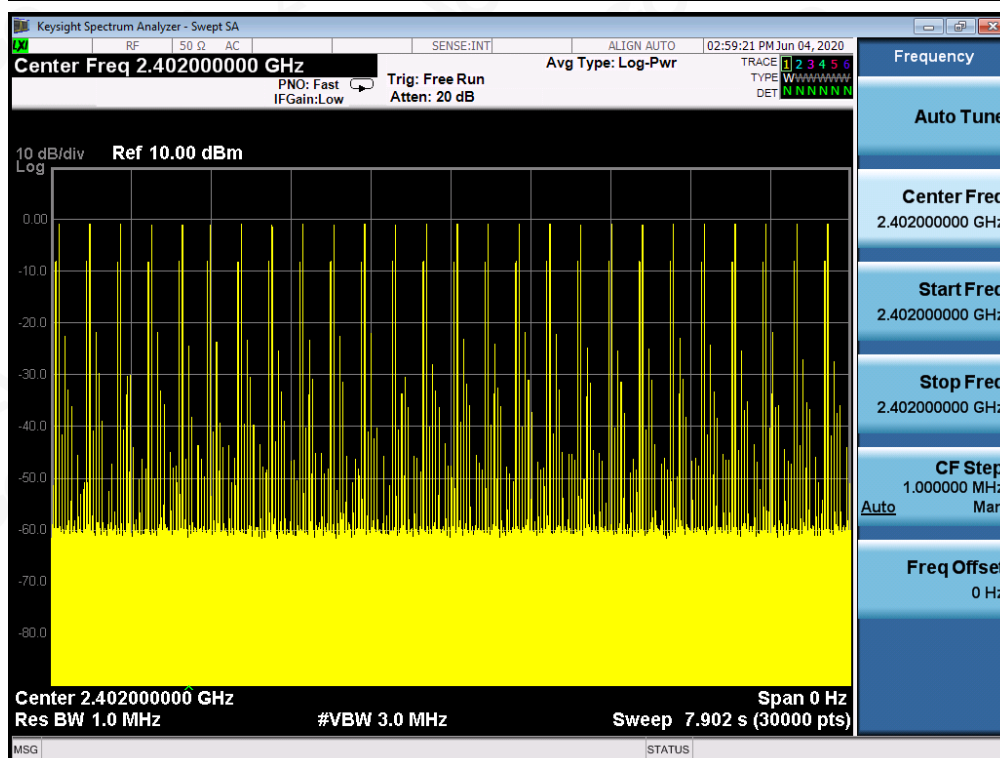 Keysight Spectrum Analyzer - Swept SA
LXI RF 50 Ω AC SENSE:INT ALIGN AUTO 02:59:21 PM Jun 04, 2020
Center Freq 2.402000000 GHz
PNO: Fast
IFGain:Low
Trig: Free Run
Atten: 20 dB
Avg Type: Log-Pwr
TRACE 1 2 3 4 5 6
TYPE WWWWWW
DET N N N N N N
10 dB/div Ref 10.00 dBm
Log
0.00
-10.0
-20.0
-30.0
-40.0
-50.0
-60.0
-70.0
-80.0
Center 2.402000000 GHz Span 0 Hz
Res BW 1.0 MHz #VBW 3.0 MHz Sweep 7.902 s (30000 pts)
MSG STATUS
Frequency
Auto Tune
Center Freq
2.402000000 GHz
Start Freq
2.402000000 GHz
Stop Freq
2.402000000 GHz
CF Step
1.000000 MHz
Auto Man
Freq Offset
0 Hz